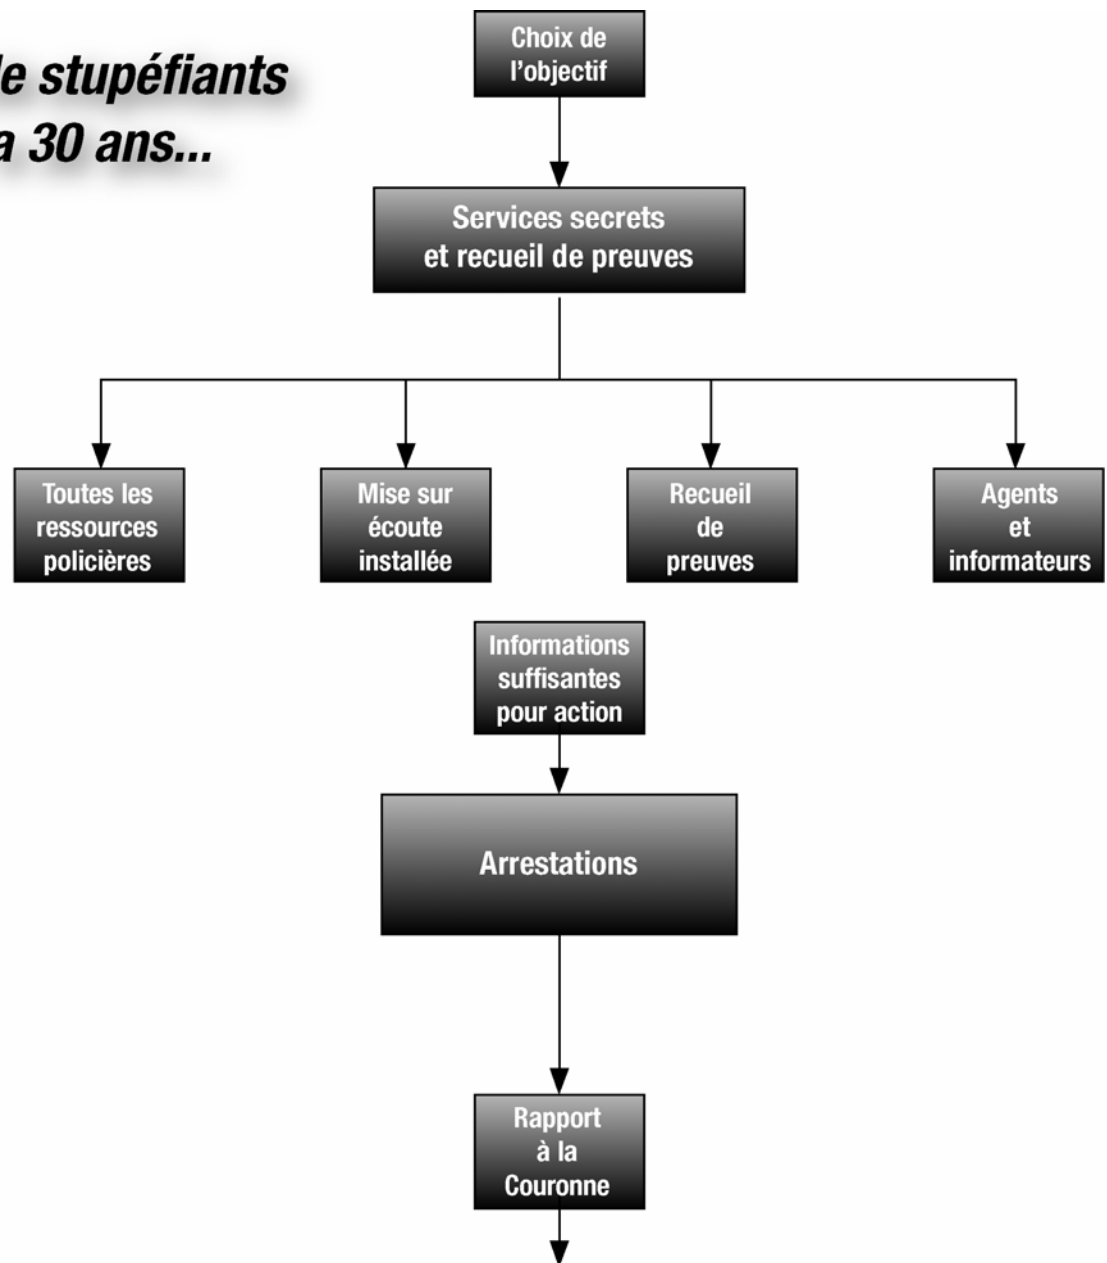 Choix de
l'objectif
le stupéfiants
a 30 ans...
Services secrets
et recueil de preuves
Toutes les
ressources
policières
Mise sur
écoute
installée
Recueil
de
preuves
Agents
et
informateurs
Informations
suffisantes
pour action
Arrestations
Rapport
à la
Couronne